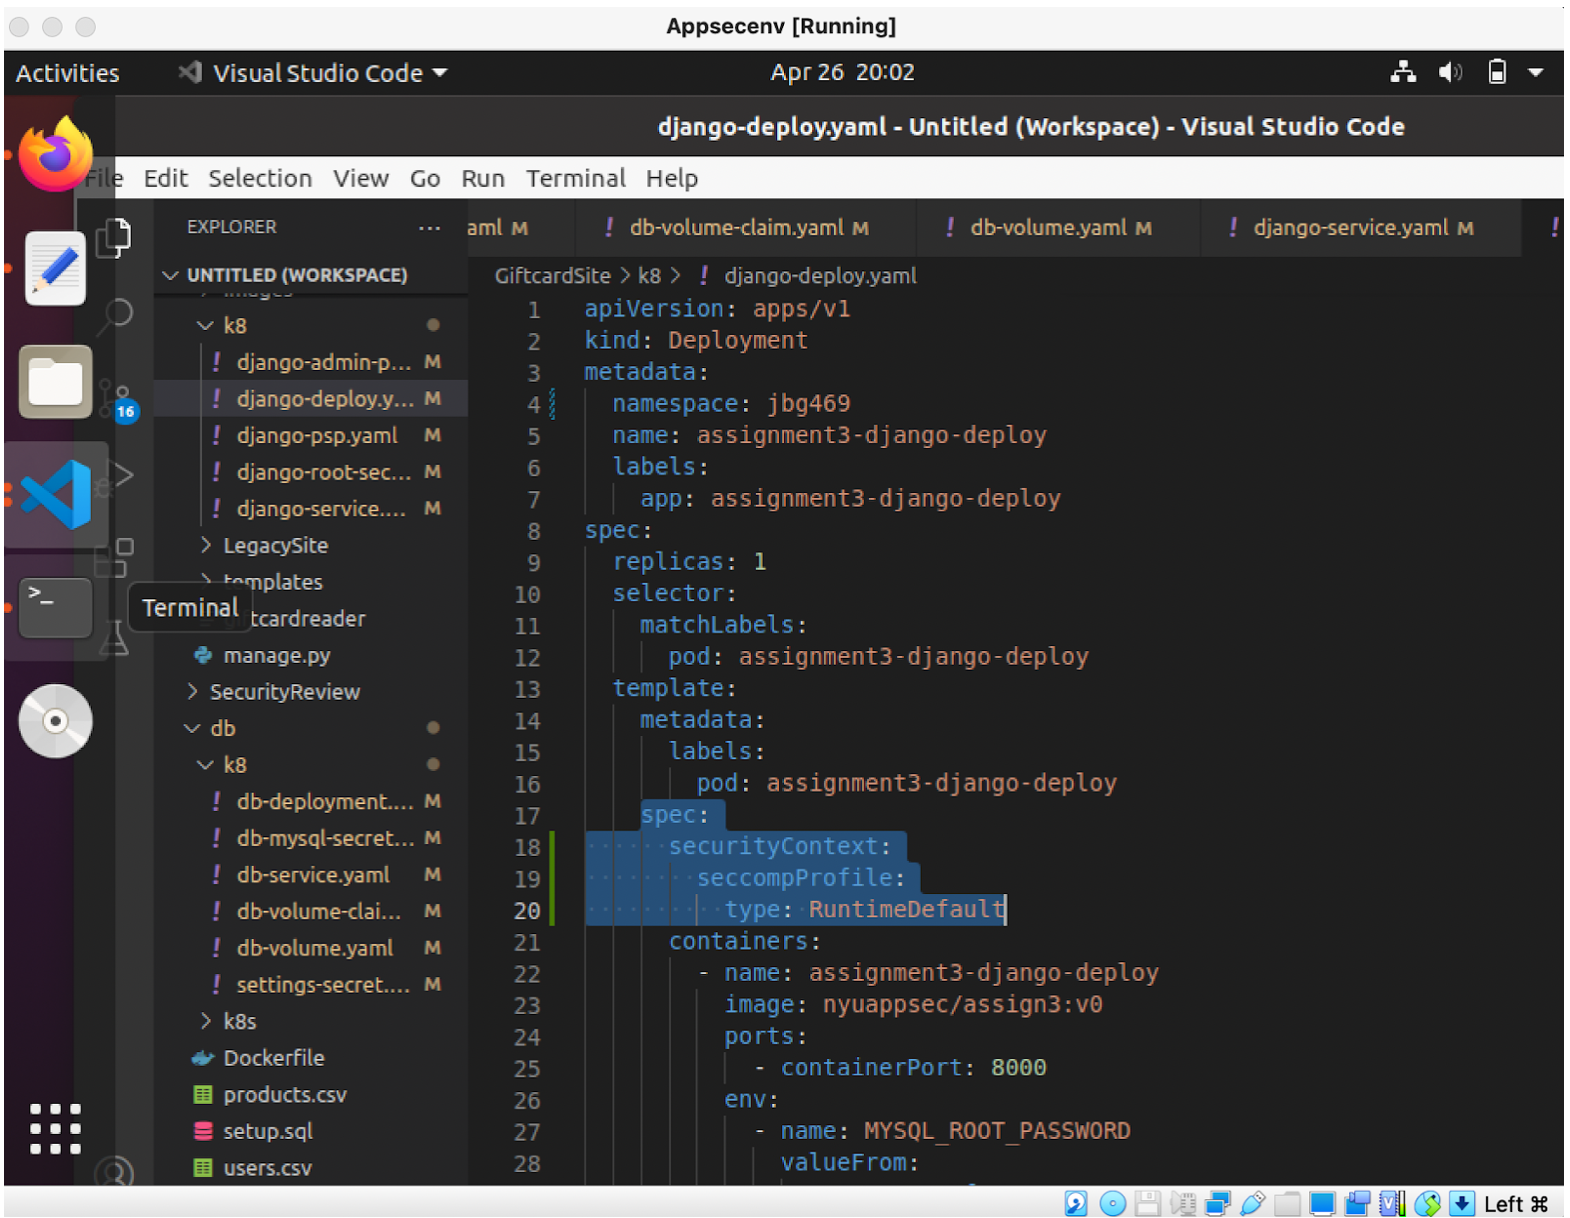 Appsecenv [Running]
Activities Visual Studio Code Apr 26 20:02
django-deploy.yaml - Untitled (Workspace) - Visual Studio Code
File Edit Selection View Go Run Terminal Help
EXPLORER ...
aml M ! db-volume-claim.yaml M ! db-volume.yaml M ! django-service.yaml M !
UNTITLED (WORKSPACE)
images
k8
! django-admin-p... M
! django-deploy.y... M
! django-psp.yaml M
! django-root-sec... M
! django-service.... M
LegacySite
templates
Terminal
giftcardreader
manage.py
SecurityReview
db
k8
! db-deployment.... M
! db-mysql-secret... M
! db-service.yaml M
! db-volume-clai... M
! db-volume.yaml M
! settings-secret.... M
k8s
Dockerfile
products.csv
setup.sql
users.csv
16
>_
GiftcardSite > k8 > ! django-deploy.yaml
1 apiVersion: apps/v1
2 kind: Deployment
3 metadata:
4 namespace: jbg469
5 name: assignment3-django-deploy
6 labels:
7 app: assignment3-django-deploy
8 spec:
9 replicas: 1
10 selector:
11 matchLabels:
12 pod: assignment3-django-deploy
13 template:
14 metadata:
15 labels:
16 pod: assignment3-django-deploy
17 spec:
18 securityContext:
19 seccompProfile:
20 type: RuntimeDefault
21 containers:
22 - name: assignment3-django-deploy
23 image: nyuappsec/assign3:v0
24 ports:
25 - containerPort: 8000
26 env:
27 - name: MYSQL_ROOT_PASSWORD
28 valueFrom:
Left ⌘